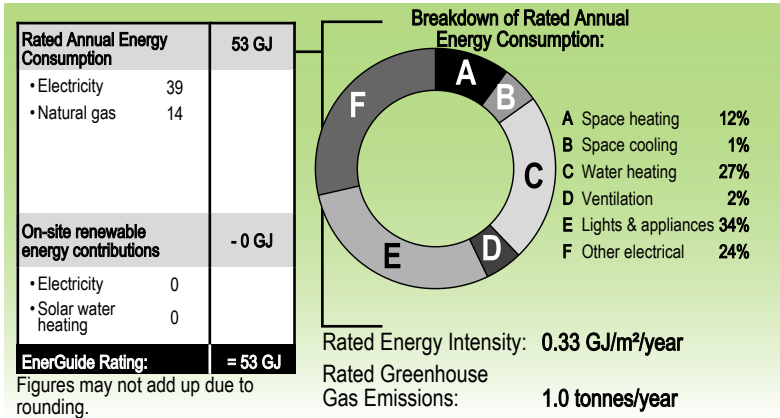 Rated Annual Energy
Consumption
53 GJ
• Electricity 39
• Natural gas 14
On-site renewable
energy contributions
- 0 GJ
• Electricity 0
• Solar water
heating
0
EnerGuide Rating: = 53 GJ
Figures may not add up due to
rounding.
Breakdown of Rated Annual
Energy Consumption:
A
B
C
D
E
F
A Space heating 12%
B Space cooling 1%
C Water heating 27%
D Ventilation 2%
E Lights & appliances 34%
F Other electrical 24%
Rated Energy Intensity: 0.33 GJ/m²/year
Rated Greenhouse
Gas Emissions: 1.0 tonnes/year